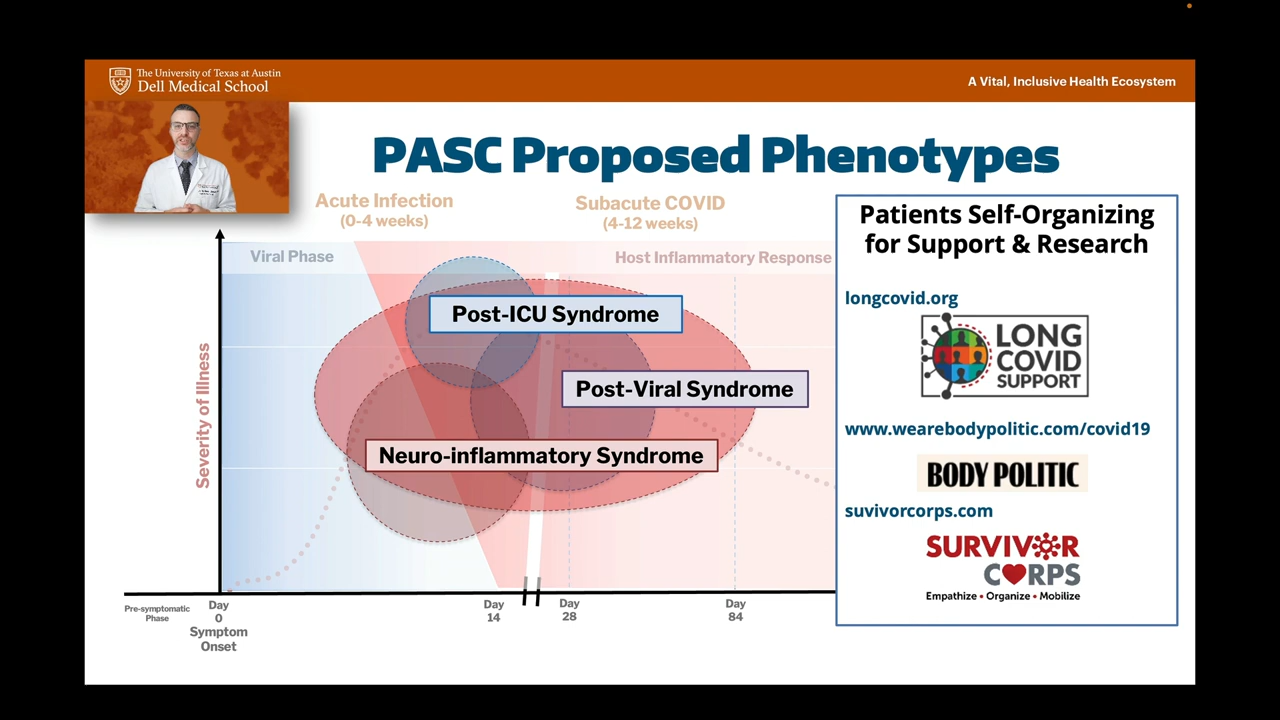 The University of Texas at Austin
Dell Medical School
A Vital, Inclusive Health Ecosystem
PASC Proposed Phenotypes
Acute Infection
(0-4 weeks)
Subacute COVID
(4-12 weeks)
Viral Phase
Host Inflammatory Response
Post-ICU Syndrome
Post-Viral Syndrome
Neuro-inflammatory Syndrome
Severity of Illness
Pre-symptomatic
Phase
Day
0
Symptom
Onset
Day
14
Day
28
Day
84
Patients Self-Organizing
for Support & Research
longcovid.org
LONG
COVID
SUPPORT
www.wearebodypolitic.com/covid19
BODY POLITIC
suvivorcorps.com
SURVIVOR
CORPS
Empathize • Organize • Mobilize